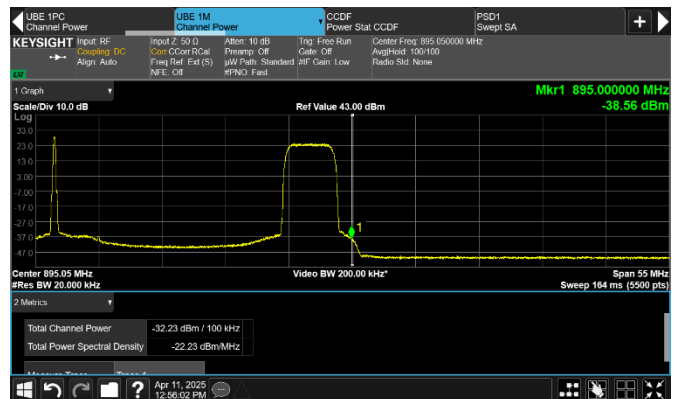 UBE 1PC
Channel Power
UBE 1M
Channel Power
CCDF
Power Stat CCDF
PSD1
Swept SA
KEYSIGHT
Input: RF
Coupling: DC
Align: Auto
Input Z: 50 Ω
Corr CCorr RCal
Freq Ref: Ext (S)
NFE: Off
Atten: 10 dB
Preamp: Off
µW Path: Standard
#PNO: Fast
Trig: Free Run
Gate: Off
#IF Gain: Low
Center Freq: 895.050000 MHz
Avg|Hold: 100/100
Radio Std: None
1 Graph
Mkr1 895.000000 MHz
-38.56 dBm
Scale/Div 10.0 dB
Ref Value 43.00 dBm
Log
33.0
23.0
13.0
3.00
-7.00
-17.0
-27.0
-37.0
-47.0
1
Center 895.05 MHz
#Res BW 20.000 kHz
Video BW 200.00 kHz*
Span 55 MHz
Sweep 164 ms (5500 pts)
2 Metrics
Total Channel Power -32.23 dBm / 100 kHz
Total Power Spectral Density -22.23 dBm/MHz
Apr 11, 2025
12:56:02 PM